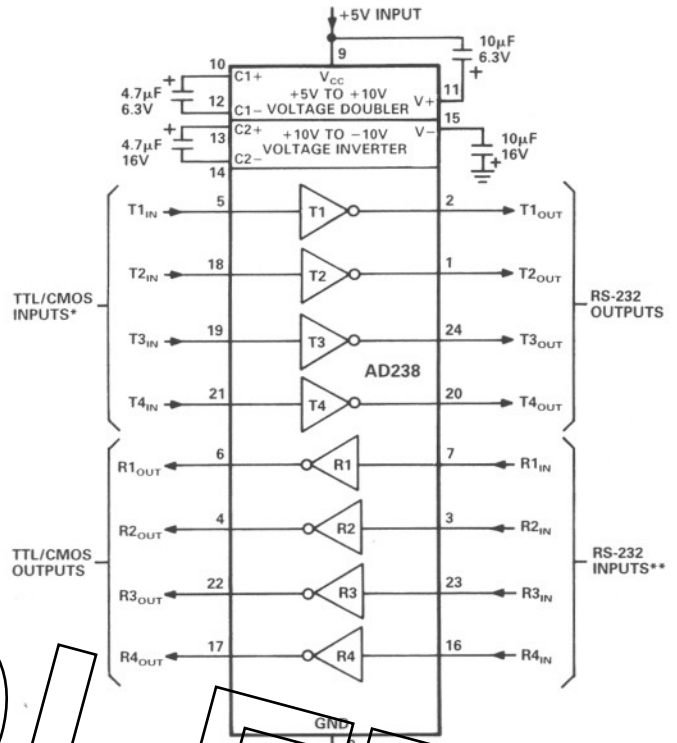 +5V INPUT
9
10µF
6.3V
+
10
+
4.7µF
6.3V
12
C1+
C1−
VCC
+5V TO +10V
VOLTAGE DOUBLER
V+
11
+
4.7µF
16V
13
14
C2+
C2−
+10V TO −10V
VOLTAGE INVERTER
V−
15
10µF
16V
+
TTL/CMOS
INPUTS*
T1IN 5 T1 2 T1OUT
T2IN 18 T2 1 T2OUT
T3IN 19 T3 24 T3OUT
AD238
T4IN 21 T4 20 T4OUT
RS-232
OUTPUTS
TTL/CMOS
OUTPUTS
R1OUT 6 R1 7 R1IN
R2OUT 4 R2 3 R2IN
R3OUT 22 R3 23 R3IN
R4OUT 17 R4 16 R4IN
RS-232
INPUTS**
GND